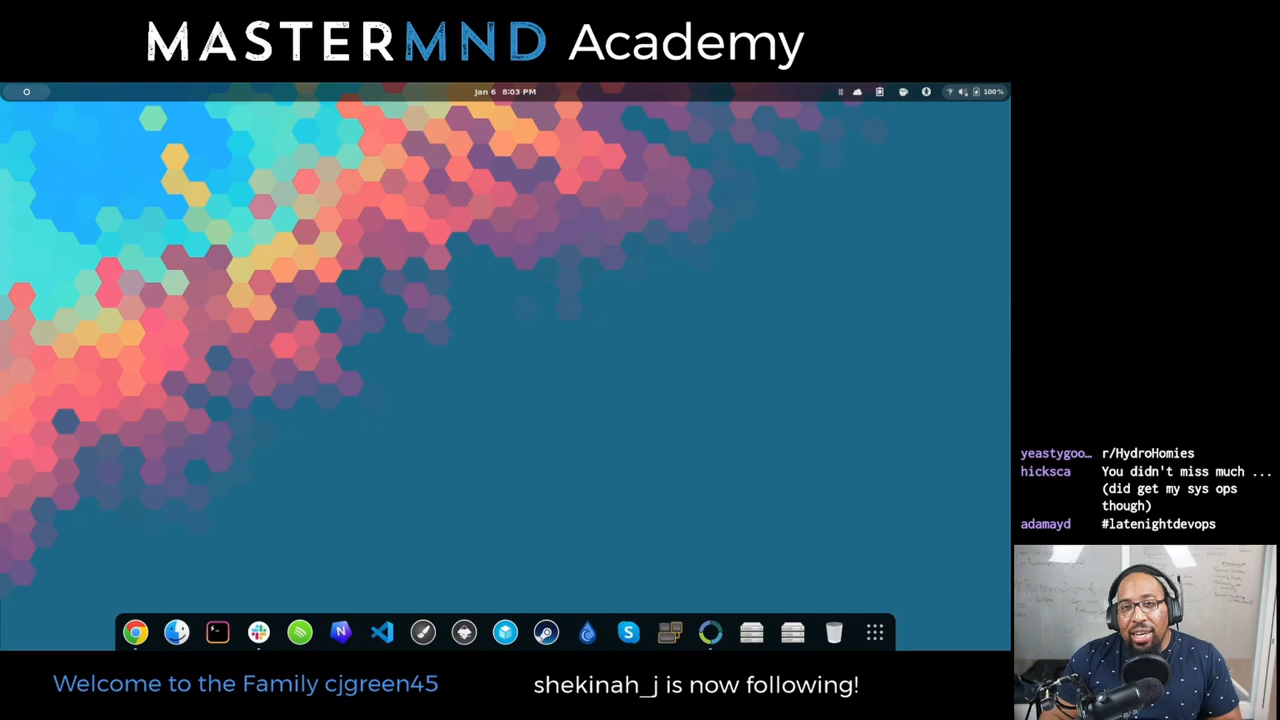 MASTERMND Academy
Jan 6 8:03 PM
100%
yeastygoo… r/HydroHomies
hicksca You didn't miss much ...
(did get my sys ops
though)
adamayd #latenightdevops
Welcome to the Family cjgreen45
shekinah_j is now following!